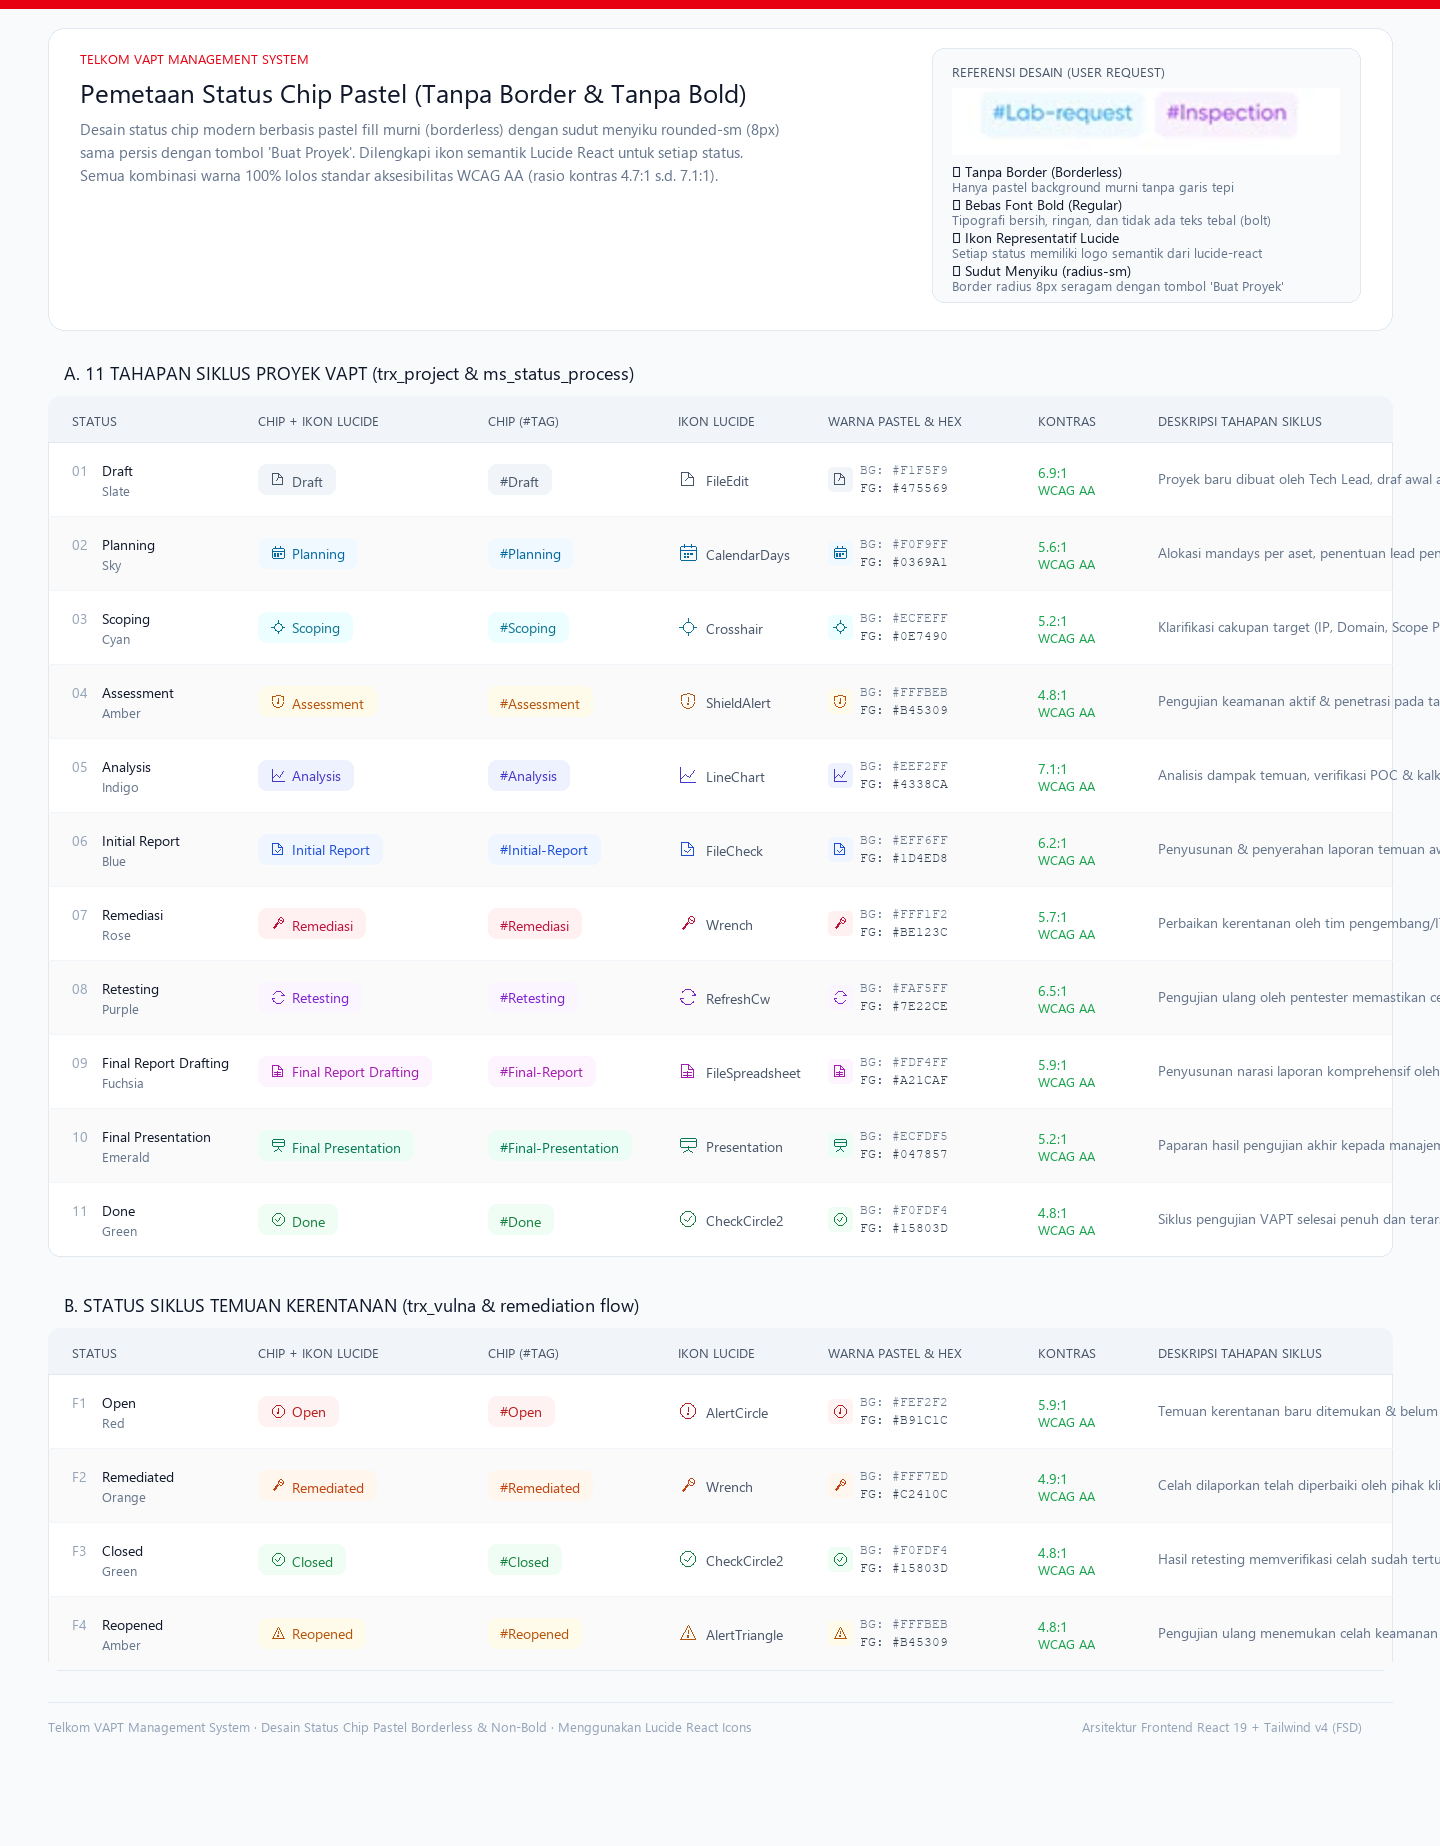 TELKOM VAPT MANAGEMENT SYSTEM
Pemetaan Status Chip Pastel (Tanpa Border & Tanpa Bold)
Desain status chip modern berbasis pastel fill murni (borderless) dengan sudut menyiku rounded-sm (8px)
sama persis dengan tombol 'Buat Proyek'. Dilengkapi ikon semantik Lucide React untuk setiap status.
Semua kombinasi warna 100% lolos standar aksesibilitas WCAG AA (rasio kontras 4.7:1 s.d. 7.1:1).
REFERENSI DESAIN (USER REQUEST)
#Lab-request #Inspection
Tanpa Border (Borderless)
Hanya pastel background murni tanpa garis tepi
Bebas Font Bold (Regular)
Tipografi bersih, ringan, dan tidak ada teks tebal (bolt)
Ikon Representatif Lucide
Setiap status memiliki logo semantik dari lucide-react
Sudut Menyiku (radius-sm)
Border radius 8px seragam dengan tombol 'Buat Proyek'
A. 11 TAHAPAN SIKLUS PROYEK VAPT (trx_project & ms_status_process)
STATUS CHIP + IKON LUCIDE CHIP (#TAG) IKON LUCIDE WARNA PASTEL & HEX KONTRAS DESKRIPSI TAHAPAN SIKLUS
01 Draft Draft #Draft FileEdit BG: #F1F5F9 6.9:1 Proyek baru dibuat oleh Tech Lead, draf awal
Slate FG: #475569 WCAG AA
02 Planning Planning #Planning CalendarDays BG: #F0F9FF 5.6:1 Alokasi mandays per aset, penentuan lead
Sky FG: #0369A1 WCAG AA
03 Scoping Scoping #Scoping Crosshair BG: #ECFEFF 5.2:1 Klarifikasi cakupan target (IP, Domain, Scope
Cyan FG: #0E7490 WCAG AA
04 Assessment Assessment #Assessment ShieldAlert BG: #FFFBEB 4.8:1 Pengujian keamanan aktif & penetrasi pada
Amber FG: #B45309 WCAG AA
05 Analysis Analysis #Analysis LineChart BG: #EEF2FF 7.1:1 Analisis dampak temuan, verifikasi POC &
Indigo FG: #4338CA WCAG AA
06 Initial Report Initial Report #Initial-Report FileCheck BG: #EFF6FF 6.2:1 Penyusunan & penyerahan laporan temuan
Blue FG: #1D4ED8 WCAG AA
07 Remediasi Remediasi #Remediasi Wrench BG: #FFF1F2 5.7:1 Perbaikan kerentanan oleh tim pengembang/
Rose FG: #BE123C WCAG AA
08 Retesting Retesting #Retesting RefreshCw BG: #FAF5FF 6.5:1 Pengujian ulang oleh pentester memastikan
Purple FG: #7E22CE WCAG AA
09 Final Report Drafting Final Report Drafting #Final-Report FileSpreadsheet BG: #FDF4FF 5.9:1 Penyusunan narasi laporan komprehensif oleh
Fuchsia FG: #A21CAF WCAG AA
10 Final Presentation Final Presentation #Final-Presentation Presentation BG: #ECFDF5 5.2:1 Paparan hasil pengujian akhir kepada
Emerald FG: #047857 WCAG AA
11 Done Done #Done CheckCircle2 BG: #F0FDF4 4.8:1 Siklus pengujian VAPT selesai penuh dan
Green FG: #15803D WCAG AA
B. STATUS SIKLUS TEMUAN KERENTANAN (trx_vulna & remediation flow)
STATUS CHIP + IKON LUCIDE CHIP (#TAG) IKON LUCIDE WARNA PASTEL & HEX KONTRAS DESKRIPSI TAHAPAN SIKLUS
F1 Open Open #Open AlertCircle BG: #FEF2F2 5.9:1 Temuan kerentanan baru ditemukan & belum
Red FG: #B91C1C WCAG AA
F2 Remediated Remediated #Remediated Wrench BG: #FFF7ED 4.9:1 Celah dilaporkan telah diperbaiki oleh pihak
Orange FG: #C2410C WCAG AA
F3 Closed Closed #Closed CheckCircle2 BG: #F0FDF4 4.8:1 Hasil retesting memverifikasi celah sudah
Green FG: #15803D WCAG AA
F4 Reopened Reopened #Reopened AlertTriangle BG: #FFFBEB 4.8:1 Pengujian ulang menemukan celah keamanan
Amber FG: #B45309 WCAG AA
Telkom VAPT Management System · Desain Status Chip Pastel Borderless & Non-Bold · Menggunakan Lucide React Icons
Arsitektur Frontend React 19 + Tailwind v4 (FSD)